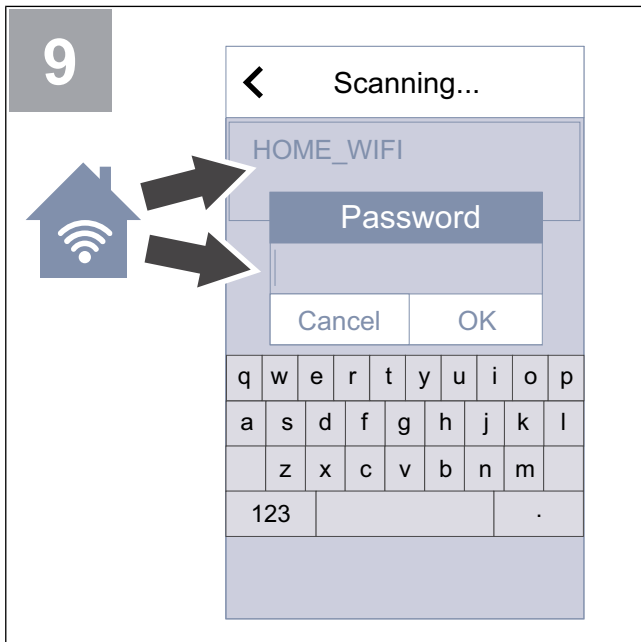 9
Scanning...
HOME_WIFI
Password
Cancel OK
q w e r t y u i o p
a s d f g h j k l
z x c v b n m
123 .